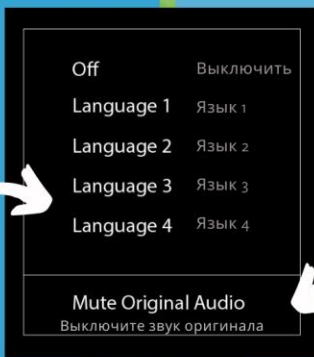 Off Выключить
Language 1 Язык 1
Language 2 Язык 2
Language 3 Язык 3
Language 4 Язык 4
Mute Original Audio
Выключите звук оригинала